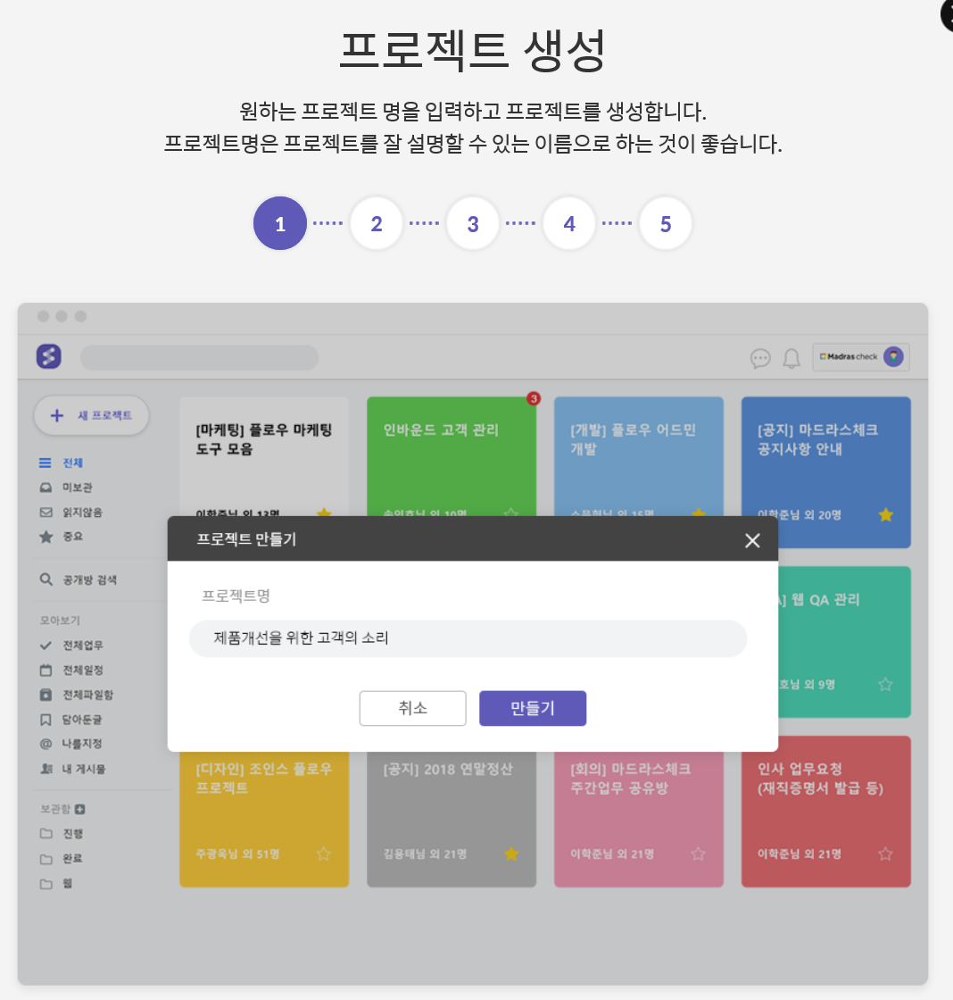 프로젝트 생성
원하는 프로젝트 명을 입력하고 프로젝트를 생성합니다.
프로젝트명은 프로젝트를 잘 설명할 수 있는 이름으로 하는 것이 좋습니다.
1 2 3 4 5
Madras check
+ 새 프로젝트
전체
미보관
읽지않음
중요
공개방 검색
모아보기
전체업무
전체일정
전체파일함
담아둔글
@ 나를지정
내 게시물
보관함
진행
완료
웹
[마케팅] 플로우 마케팅
도구 모음
이학준님 외 13명
3
인바운드 고객 관리
외 10명
[개발] 플로우 어드민
개발
외 15명
[공지] 마드라스체크
공지사항 안내
이학준님 외 20명
프로젝트 만들기
프로젝트명
제품개선을 위한 고객의 소리
취소
만들기
] 웹 QA 관리
호님 외 9명
[디자인] 조인스 플로우
프로젝트
주광욱님 외 51명
[공지] 2018 연말정산
김용태님 외 21명
[회의] 마드라스체크
주간업무 공유방
이학준님 외 21명
인사 업무요청
(재직증명서 발급 등)
이학준님 외 21명